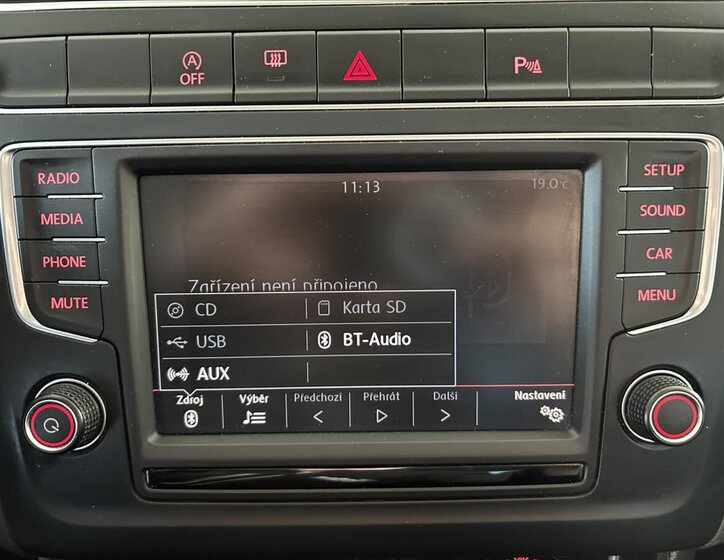 A
OFF
P
RADIO
MEDIA
PHONE
MUTE
SETUP
SOUND
CAR
MENU
11:13
19.0°C
Zařízení není připojeno
CD
Karta SD
USB
BT-Audio
AUX
Zdroj
Výběr
Předchozí
Přehrát
Další
Nastavení